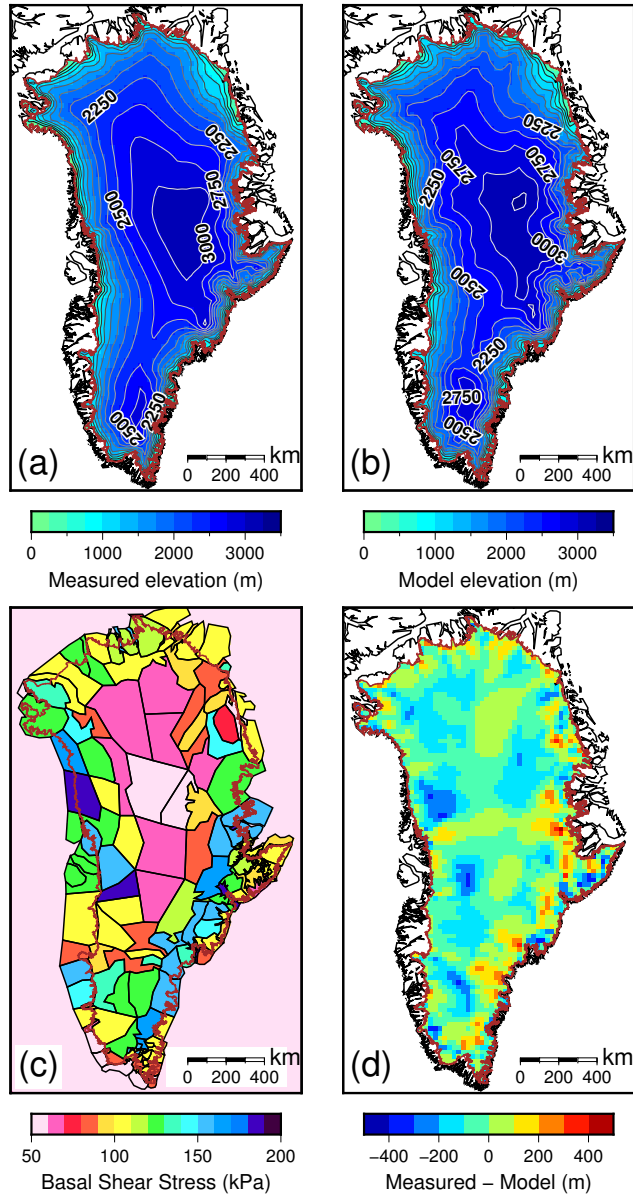 2250
2250
2750
2500
3000
2250
2500
(a)
km
0 200 400
2250
2750
2250
2750
3000
2500
2250
2750
2500
(b)
km
0 200 400
0 1000 2000 3000
Measured elevation (m)
0 1000 2000 3000
Model elevation (m)
(c)
km
0 200 400
(d)
km
0 200 400
50 100 150 200
Basal Shear Stress (kPa)
−400 −200 0 200 400
Measured − Model (m)